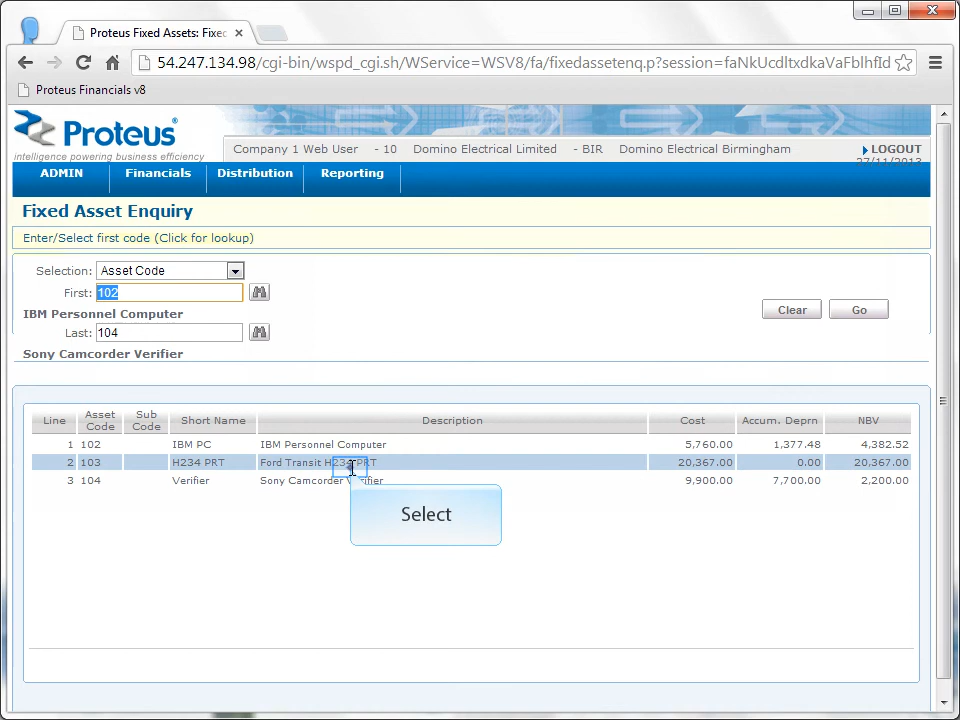 Proteus Fixed Assets: Fixed
54.247.134.98/cgi-bin/wspd_cgi.sh/WService=WSV8/fa/fixedassetenq.p?session=faNkUcdltxdkaVaFblhfId
Proteus Financials v8
Proteus
intelligence powering business efficiency
Company 1 Web User - 10 Domino Electrical Limited - BIR Domino Electrical Birmingham
LOGOUT
27/11/2013
ADMIN Financials Distribution Reporting
Fixed Asset Enquiry
Enter/Select first code (Click for lookup)
Selection: Asset Code
First: 102
IBM Personnel Computer
Clear Go
Last: 104
Sony Camcorder Verifier
Line Asset Code Sub Code Short Name Description Cost Accum. Deprn NBV
1 102 IBM PC IBM Personnel Computer 5,760.00 1,377.48 4,382.52
2 103 H234 PRT Ford Transit H234 PRT 20,367.00 0.00 20,367.00
3 104 Verifier Sony Camcorder Verifier 9,900.00 7,700.00 2,200.00
Select